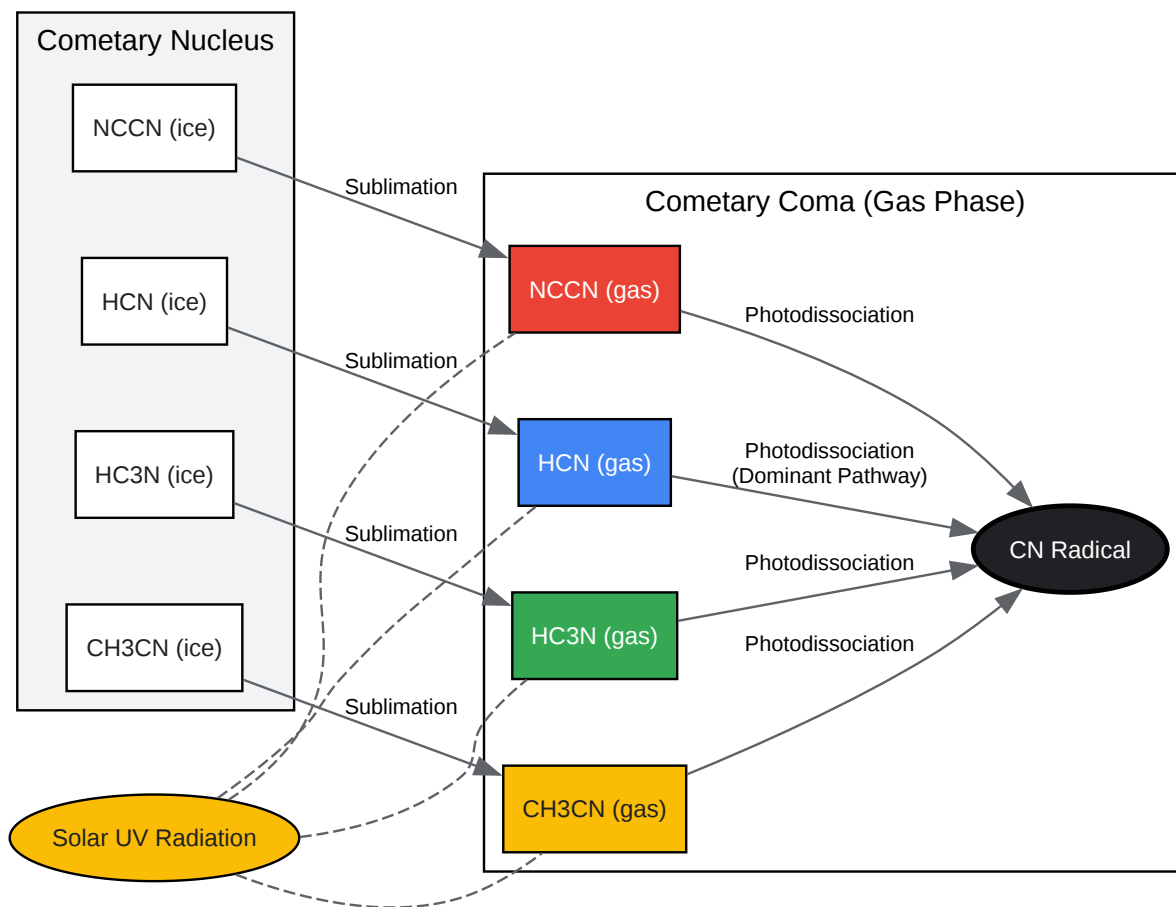 Cometary Nucleus
NCCN (ice)
HCN (ice)
HC3N (ice)
CH3CN (ice)
Solar UV Radiation
Sublimation
Sublimation
Sublimation
Sublimation
Cometary Coma (Gas Phase)
NCCN (gas)
HCN (gas)
HC3N (gas)
CH3CN (gas)
Photodissociation
Photodissociation
(Dominant Pathway)
Photodissociation
Photodissociation
CN Radical